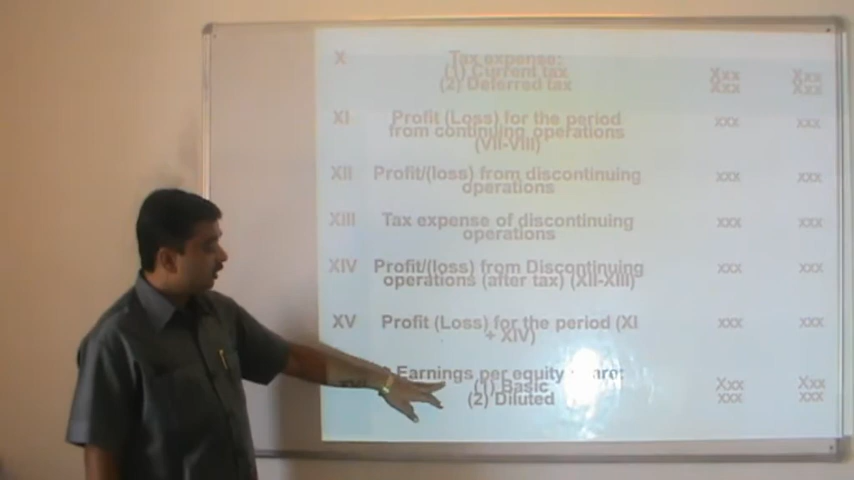 X Tax expense:
(1) Current tax Xxx Xxx
(2) Deferred tax Xxx Xxx
XI Profit (Loss) for the period
from continuing operations xxx xxx
(VII-VIII)
XII Profit/(loss) from discontinuing xxx xxx
operations
XIII Tax expense of discontinuing xxx xxx
operations
XIV Profit/(loss) from Discontinuing xxx xxx
operations (after tax) (XII-XIII)
XV Profit (Loss) for the period (XI xxx xxx
+ XIV)
Earnings per equity
(1) Basic Xxx Xxx
(2) Diluted xxx xxx